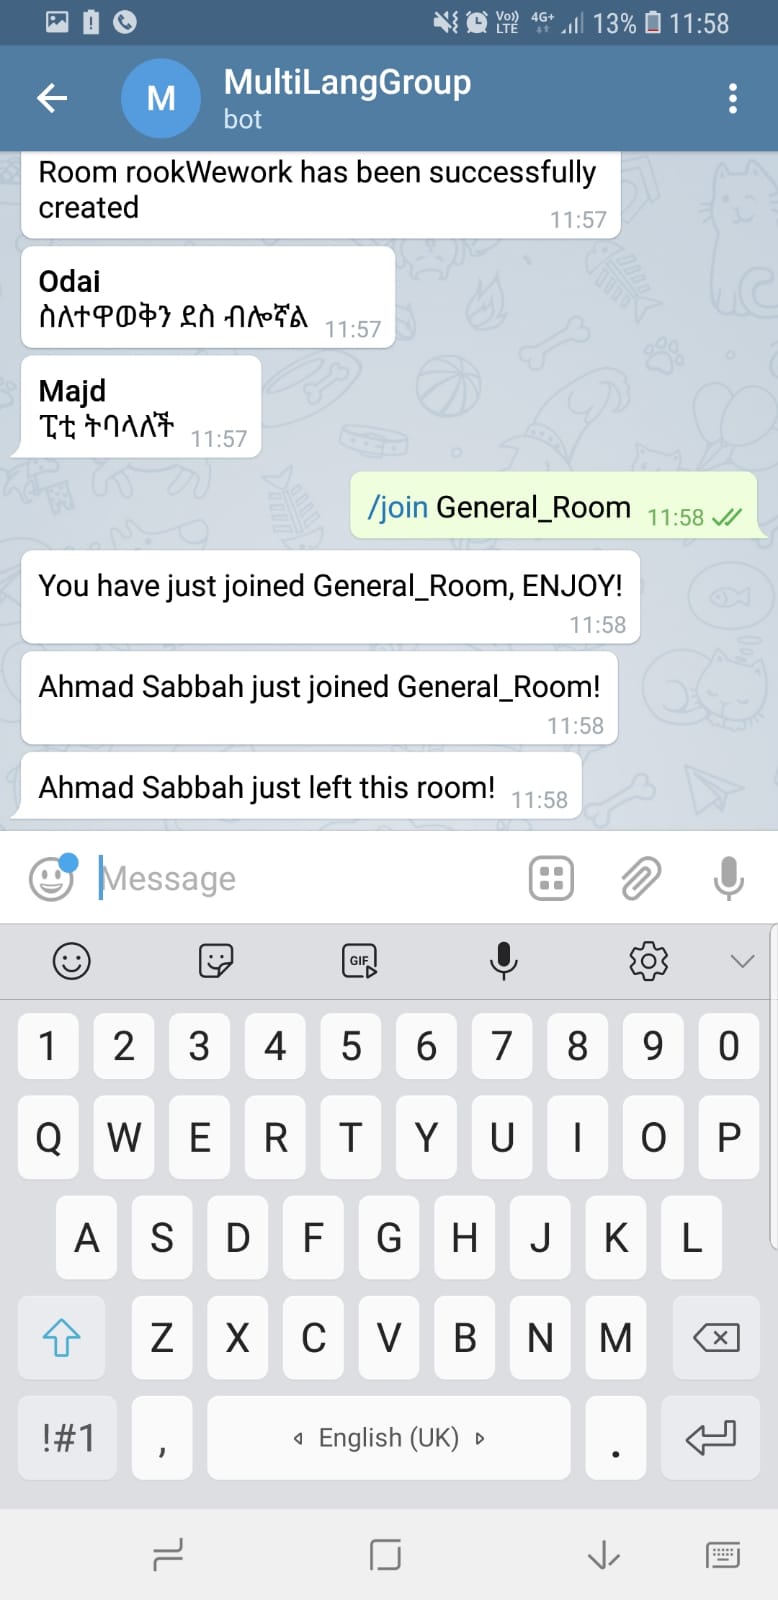 Vo))
LTE
4G+
13%
11:58
M
MultiLangGroup
bot
Room rookWework has been successfully
created
11:57
Odai
ስለተዋወቅን ደስ ብሎኛል 11:57
Majd
ፒቲ ትባላለች 11:57
/join General_Room 11:58
You have just joined General_Room, ENJOY!
11:58
Ahmad Sabbah just joined General_Room!
11:58
Ahmad Sabbah just left this room! 11:58
Message
GIF
1 2 3 4 5 6 7 8 9 0
Q W E R T Y U I O P
A S D F G H J K L
Z X C V B N M
!#1 , English (UK) .